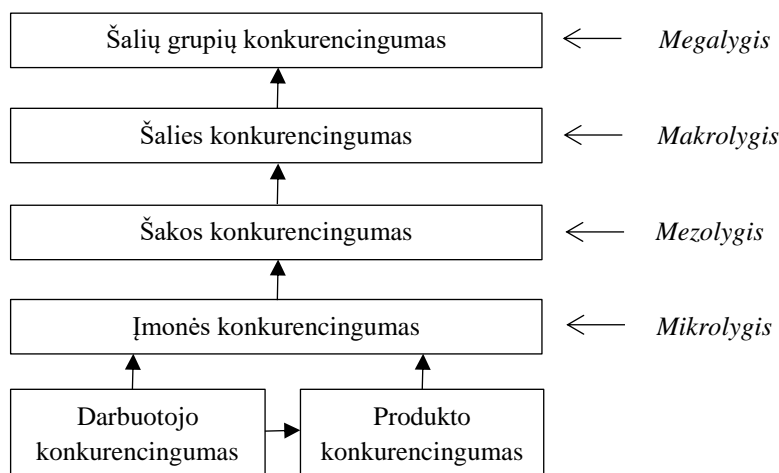 Šalių grupių konkurencingumas
Megalygis
Šalies konkurencingumas
Makrolygis
Šakos konkurencingumas
Mezolygis
Įmonės konkurencingumas
Mikrolygis
Darbuotojo
konkurencingumas
Produkto
konkurencingumas